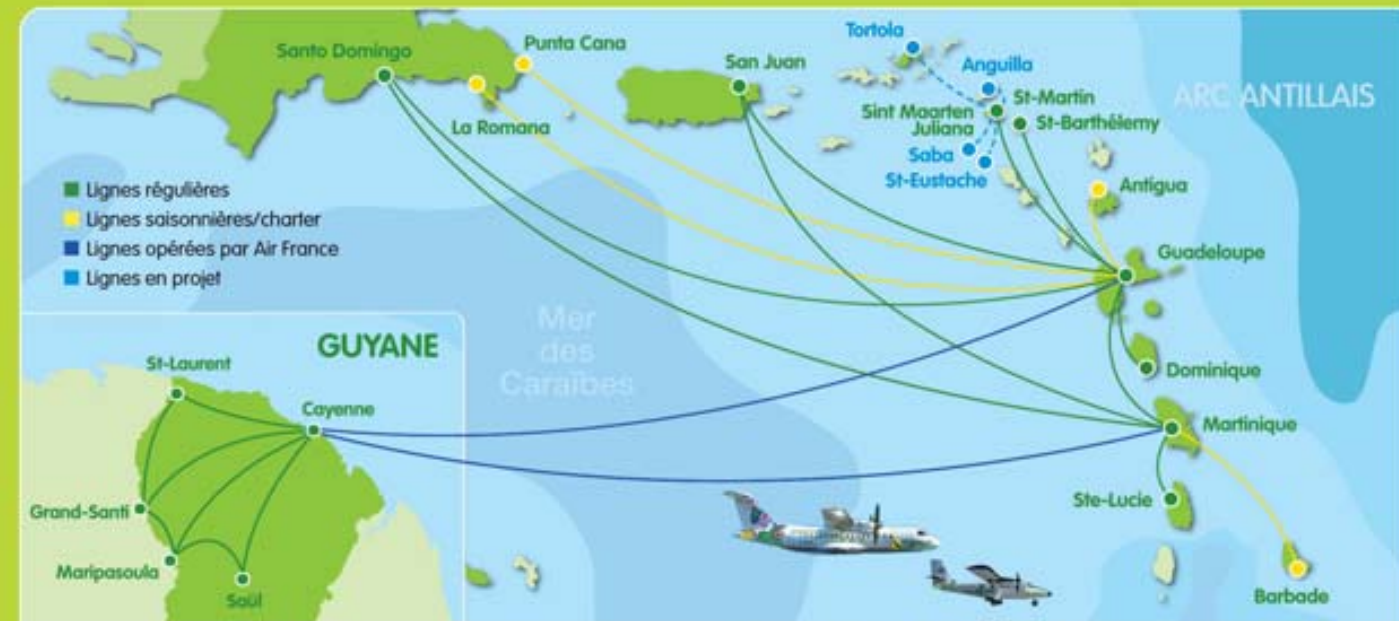 Santo Domingo
Punta Cana
La Romana
San Juan
Tortola
Anguilla
St-Martin
Sint Maarten
Juliana
St-Barthélemy
Saba
St-Eustache
ARC ANTILLAIS
Antigua
Lignes régulières
Lignes saisonnières/charter
Lignes opérées par Air France
Lignes en projet
Guadeloupe
Mer
des
Caraïbes
Dominique
Martinique
Ste-Lucie
Barbade
GUYANE
St-Laurent
Cayenne
Grand-Santi
Maripasoula
Saül